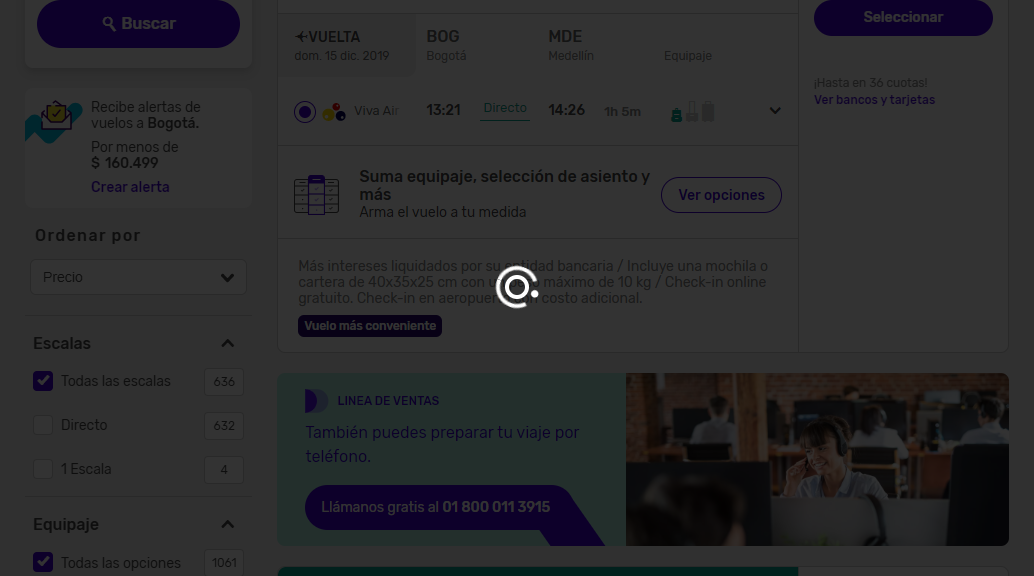 Buscar
Recibe alertas de
vuelos a Bogotá.
Por menos de
$ 160.499
Crear alerta
Ordenar por
Precio
Escalas
Todas las escalas 636
Directo 632
1 Escala 4
Equipaje
Todas las opciones 1061
VUELTA BOG MDE
dom. 15 dic. 2019 Bogotá Medellín Equipaje
Viva Air 13:21 Directo 14:26 1h 5m
Suma equipaje, selección de asiento y
más
Arma el vuelo a tu medida
Ver opciones
Más intereses liquidados por su entidad bancaria / Incluye una mochila o
cartera de 40x35x25 cm con un máximo de 10 kg / Check-in online
gratuito. Check-in en aeropuerto costo adicional.
Vuelo más conveniente
Seleccionar
¡Hasta en 36 cuotas!
Ver bancos y tarjetas
LINEA DE VENTAS
También puedes preparar tu viaje por
teléfono.
Llámanos gratis al 01 800 011 3915